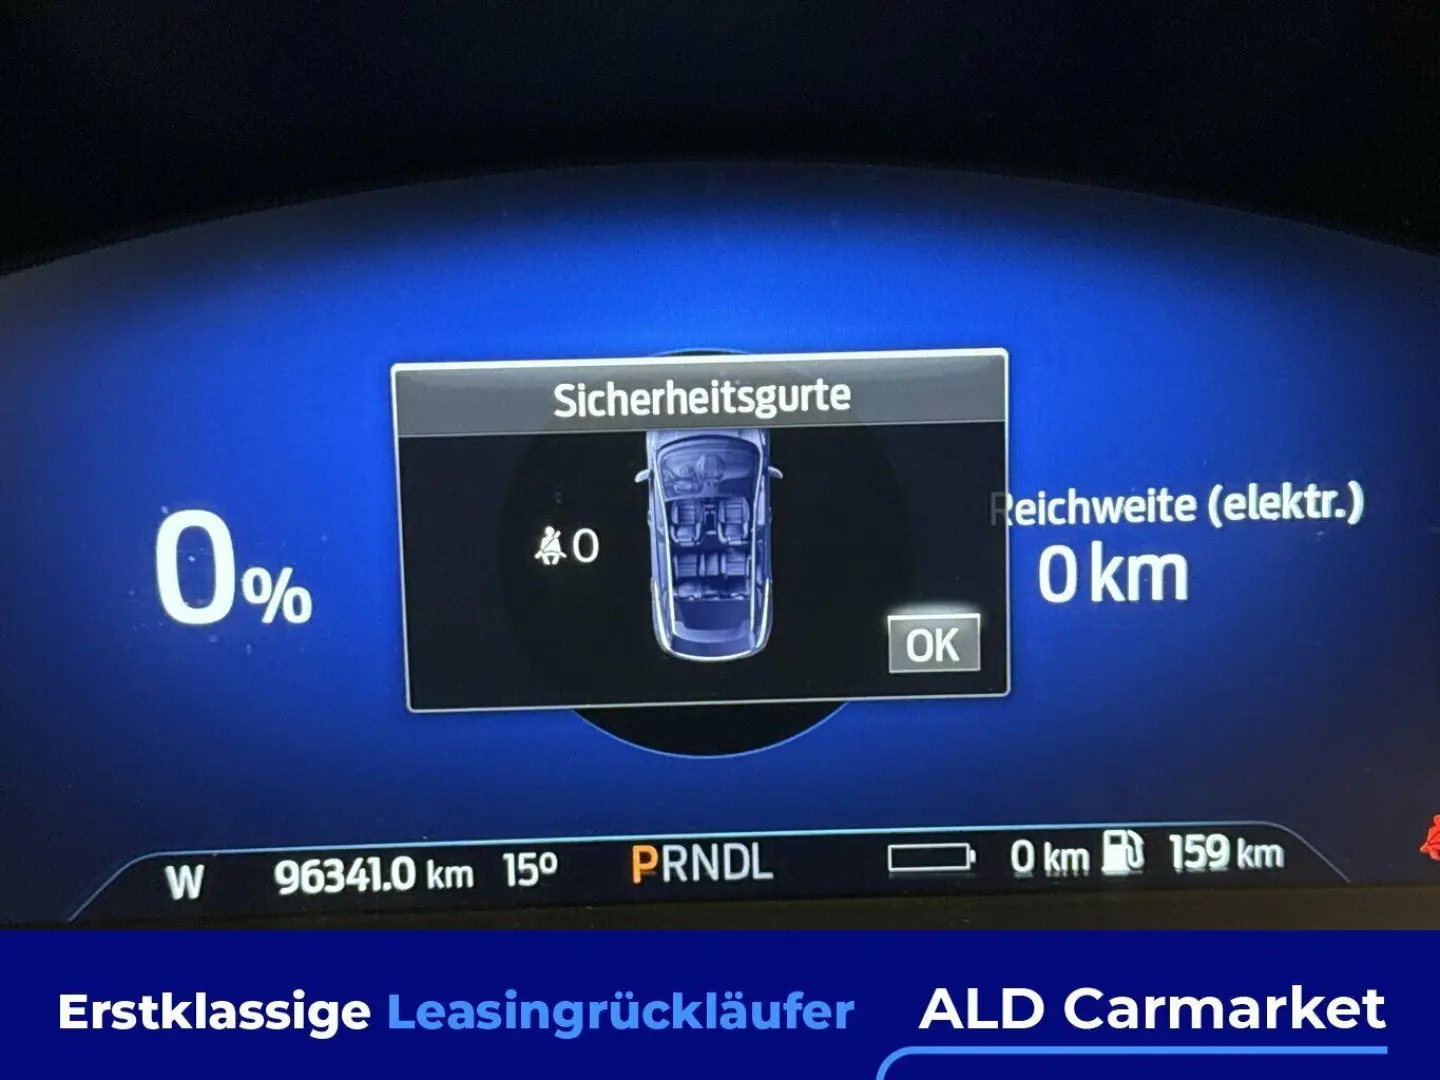 Sicherheitsgurte
0
OK
0%
Reichweite (elektr.)
0 km
W 96341.0 km 15° PRNDL 0 km 159 km
Erstklassige Leasingrückläufer
ALD Carmarket